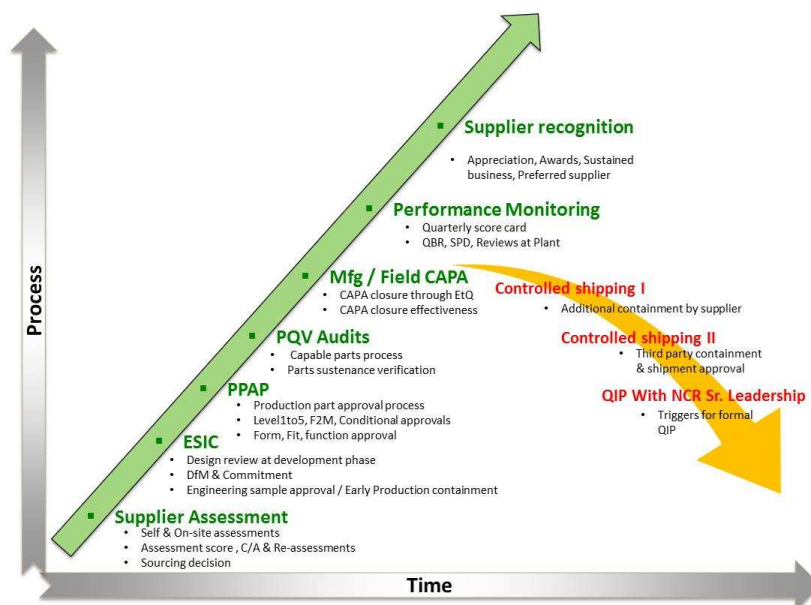 Supplier recognition
• Appreciation, Awards, Sustained
business, Preferred supplier
Performance Monitoring
• Quarterly score card
• QBR, SPD, Reviews at Plant
Mfg / Field CAPA
• CAPA closure through EtQ
• CAPA closure effectiveness
Controlled shipping I
• Additional containment by supplier
PQV Audits
• Capable parts process
• Parts sustenance verification
Controlled shipping II
• Third party containment
& shipment approval
PPAP
• Production part approval process
• Level1to5, F2M, Conditional approvals
• Form, Fit, function approval
QIP With NCR Sr. Leadership
• Triggers for formal
QIP
ESIC
• Design review at development phase
• DfM & Commitment
• Engineering sample approval / Early Production containment
Supplier Assessment
• Self & On-site assessments
• Assessment score , C/A & Re-assessments
• Sourcing decision
Process
Time